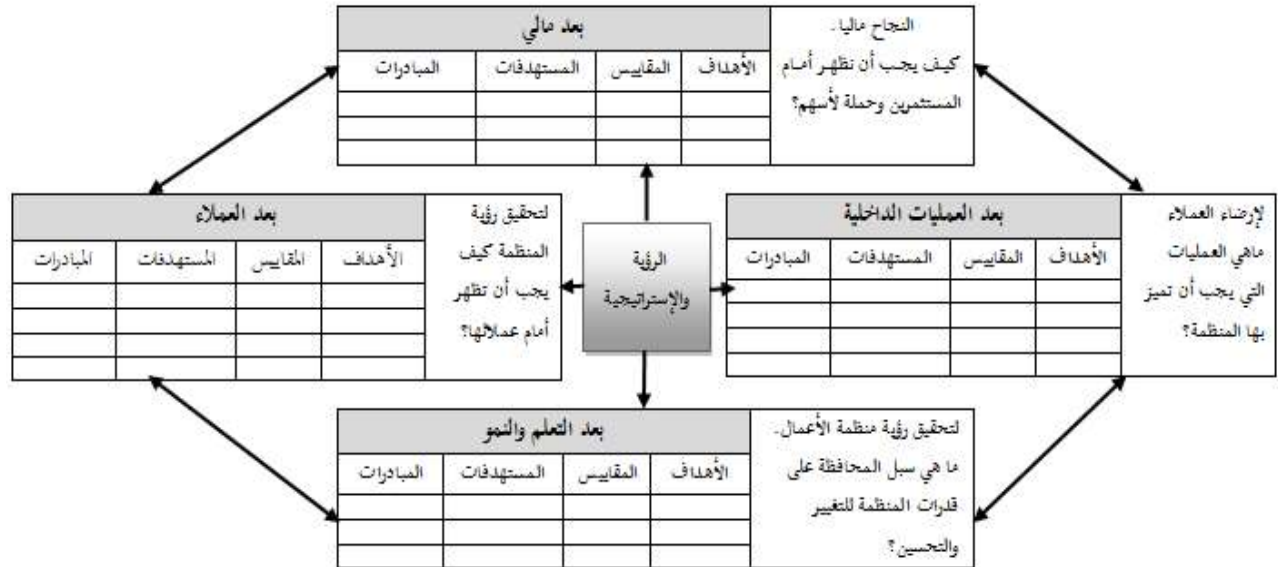 النجاح ماليا.
كيف يجب أن تظهر أمام
المستثمرين وحملة لأسهم؟
بعد مالي
الأهداف المقاييس المستهدفات المبادرات
لإرضاء العملاء
ماهي العمليات
التي يجب أن تميز
بها المنظمة؟
بعد العمليات الداخلية
الأهداف المقاييس المستهدفات المبادرات
الرؤية
والإستراتيجية
لتحقيق رؤية
المنظمة كيف
يجب أن تظهر
أمام عملائها؟
بعد العملاء
الأهداف المقاييس المستهدفات المبادرات
لتحقيق رؤية منظمة الأعمال.
ما هي سبل المحافظة على
قدرات المنظمة للتغيير
والتحسين؟
بعد التعلم والنمو
الأهداف المقاييس المستهدفات المبادرات